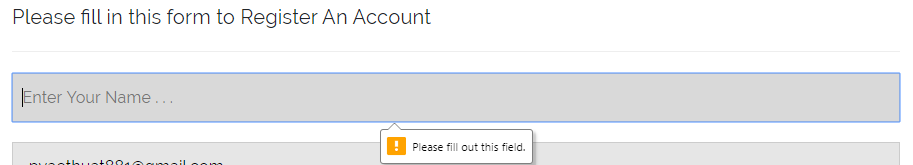 Please fill in this form to Register An Account
Enter Your Name . . .
Please fill out this field.